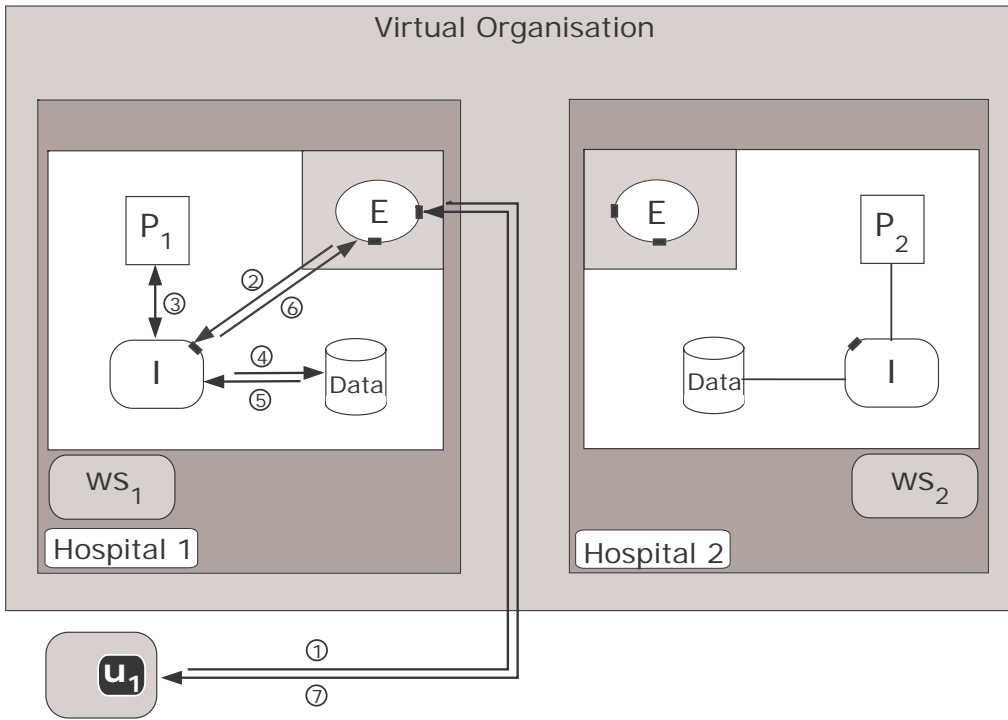 Virtual Organisation
E
P1
②
③
⑥
I
④
⑤
Data
WS1
Hospital 1
E
P2
Data
I
WS2
Hospital 2
u1
①
⑦